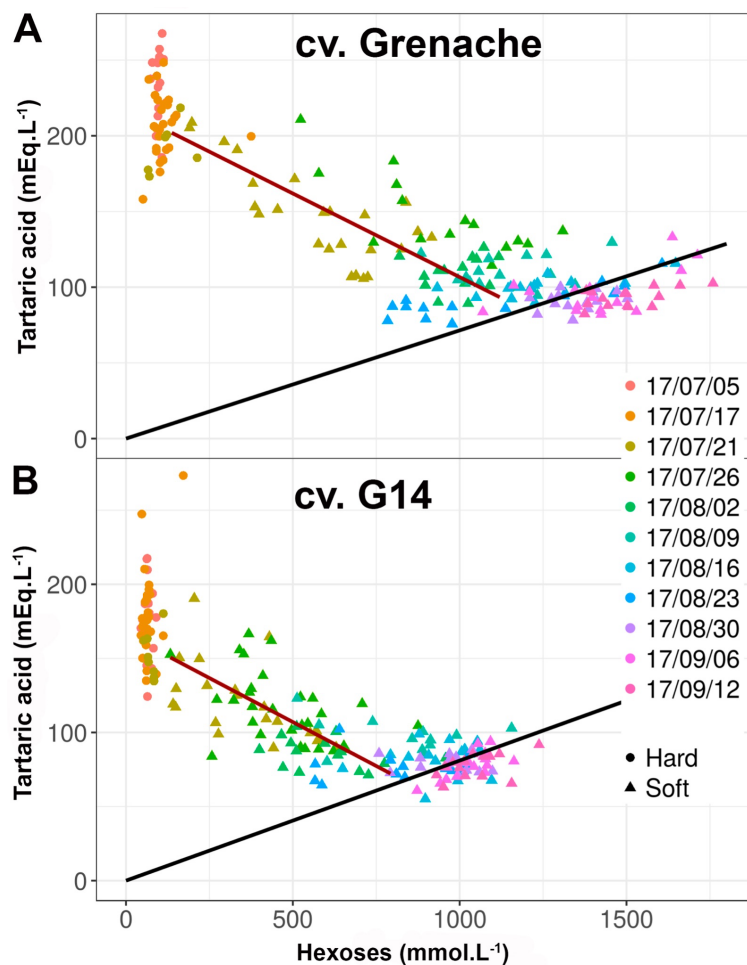 A
cv. Grenache
Tartaric acid (mEq.L⁻¹)
200
100
0
17/07/05
17/07/17
17/07/21
17/07/26
17/08/02
17/08/09
17/08/16
17/08/23
17/08/30
17/09/06
17/09/12
Hard
Soft
B
cv. G14
Tartaric acid (mEq.L⁻¹)
200
100
0
0
500
1000
1500
Hexoses (mmol.L⁻¹)